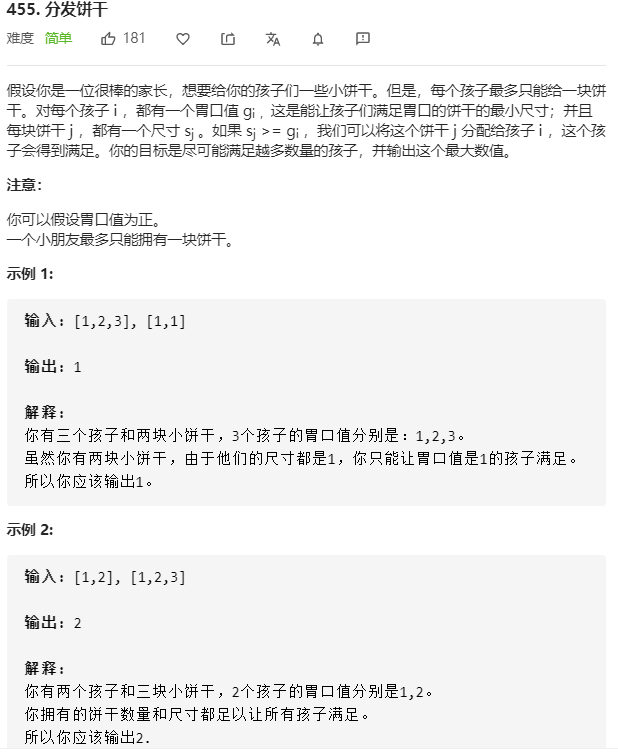 455. 分发饼干
难度 简单 181
假设你是一位很棒的家长，想要给你的孩子们一些小饼干。但是，每个孩子最多只能给一块饼
干。对每个孩子 i ，都有一个胃口值 gi ，这是能让孩子们满足胃口的饼干的最小尺寸；并且
每块饼干 j ，都有一个尺寸 sj 。如果 sj >= gi ，我们可以将这个饼干 j 分配给孩子 i ，这个孩
子会得到满足。你的目标是尽可能满足越多数量的孩子，并输出这个最大数值。
注意：
你可以假设胃口值为正。
一个小朋友最多只能拥有一块饼干。
示例 1:
输入: [1,2,3], [1,1]
输出: 1
解释:
你有三个孩子和两块小饼干，3个孩子的胃口值分别是：1,2,3。
虽然你有两块小饼干，由于他们的尺寸都是1，你只能让胃口值是1的孩子满足。
所以你应该输出1。
示例 2:
输入: [1,2], [1,2,3]
输出: 2
解释:
你有两个孩子和三块小饼干，2个孩子的胃口值分别是1,2。
你拥有的饼干数量和尺寸都足以让所有孩子满足。
所以你应该输出2.